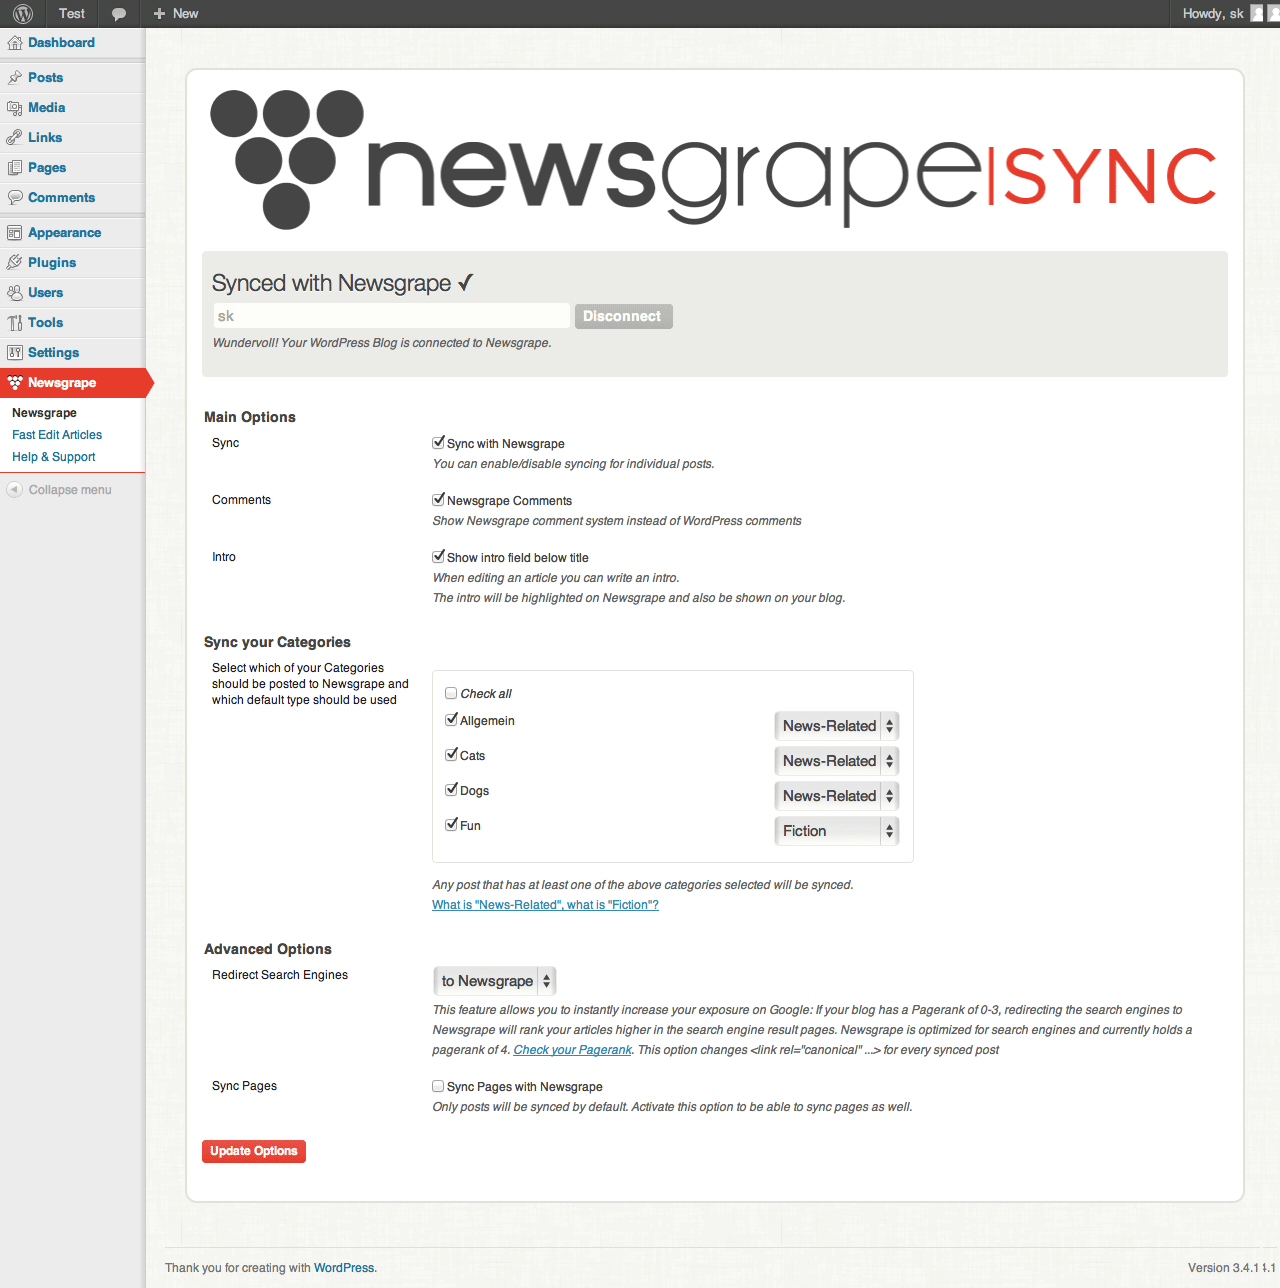 Test
New
Howdy, sk
Dashboard
Posts
Media
Links
Pages
Comments
Appearance
Plugins
Users
Tools
Settings
Newsgrape
Newsgrape
Fast Edit Articles
Help & Support
Collapse menu
newsgrape|SYNC
Synced with Newsgrape ✓
sk
Disconnect
Wundervoll! Your WordPress Blog is connected to Newsgrape.
Main Options
Sync
Sync with Newsgrape
You can enable/disable syncing for individual posts.
Comments
Newsgrape Comments
Show Newsgrape comment system instead of WordPress comments
Intro
Show intro field below title
When editing an article you can write an intro.
The intro will be highlighted on Newsgrape and also be shown on your blog.
Sync your Categories
Select which of your Categories
should be posted to Newsgrape and
which default type should be used
Check all
Allgemein
News-Related
Cats
News-Related
Dogs
News-Related
Fun
Fiction
Any post that has at least one of the above categories selected will be synced.
What is "News-Related", what is "Fiction"?
Advanced Options
Redirect Search Engines
to Newsgrape
This feature allows you to instantly increase your exposure on Google: If your blog has a Pagerank of 0-3, redirecting the search engines to
Newsgrape will rank your articles higher in the search engine result pages. Newsgrape is optimized for search engines and currently holds a
pagerank of 4. Check your Pagerank. This option changes <link rel="canonical" ...> for every synced post
Sync Pages
Sync Pages with Newsgrape
Only posts will be synced by default. Activate this option to be able to sync pages as well.
Update Options
Thank you for creating with WordPress.
Version 3.4.1